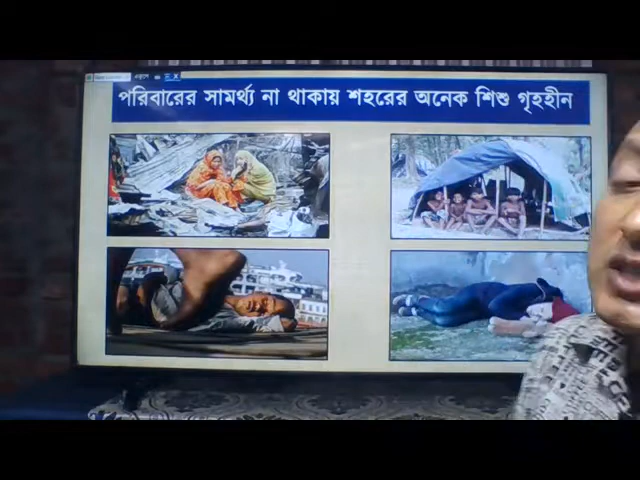 পরিবারের সামর্থ্য না থাকায় শহরের অনেক শিশু গৃহহীন